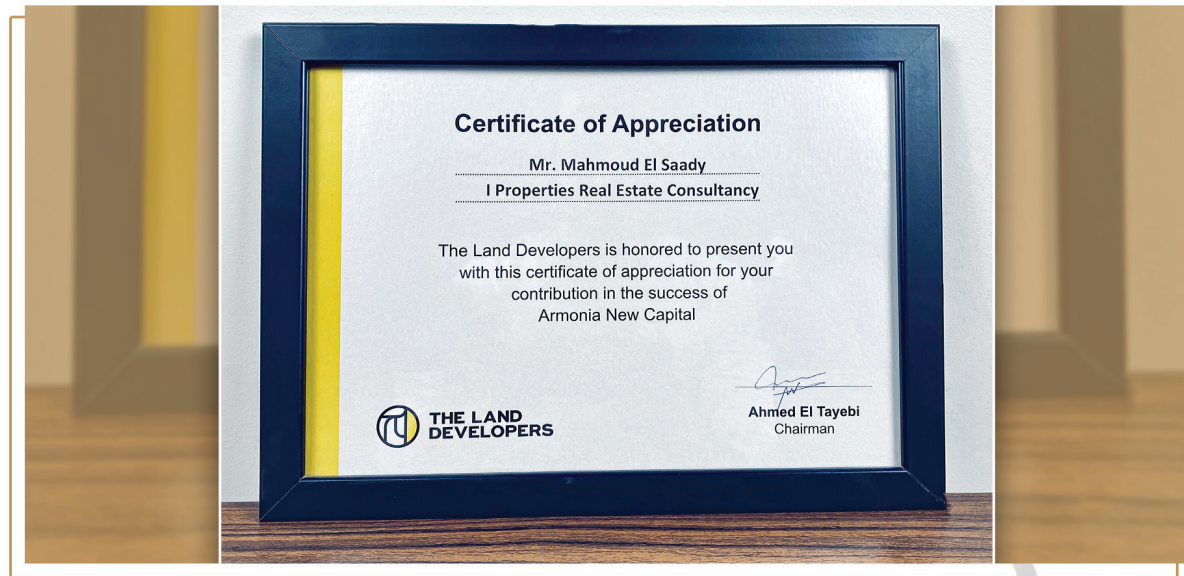 Certificate of Appreciation
Mr. Mahmoud El Saady
I Properties Real Estate Consultancy
The Land Developers is honored to present you
with this certificate of appreciation for your
contribution in the success of
Armonia New Capital
THE LAND
DEVELOPERS
Ahmed El Tayebi
Chairman